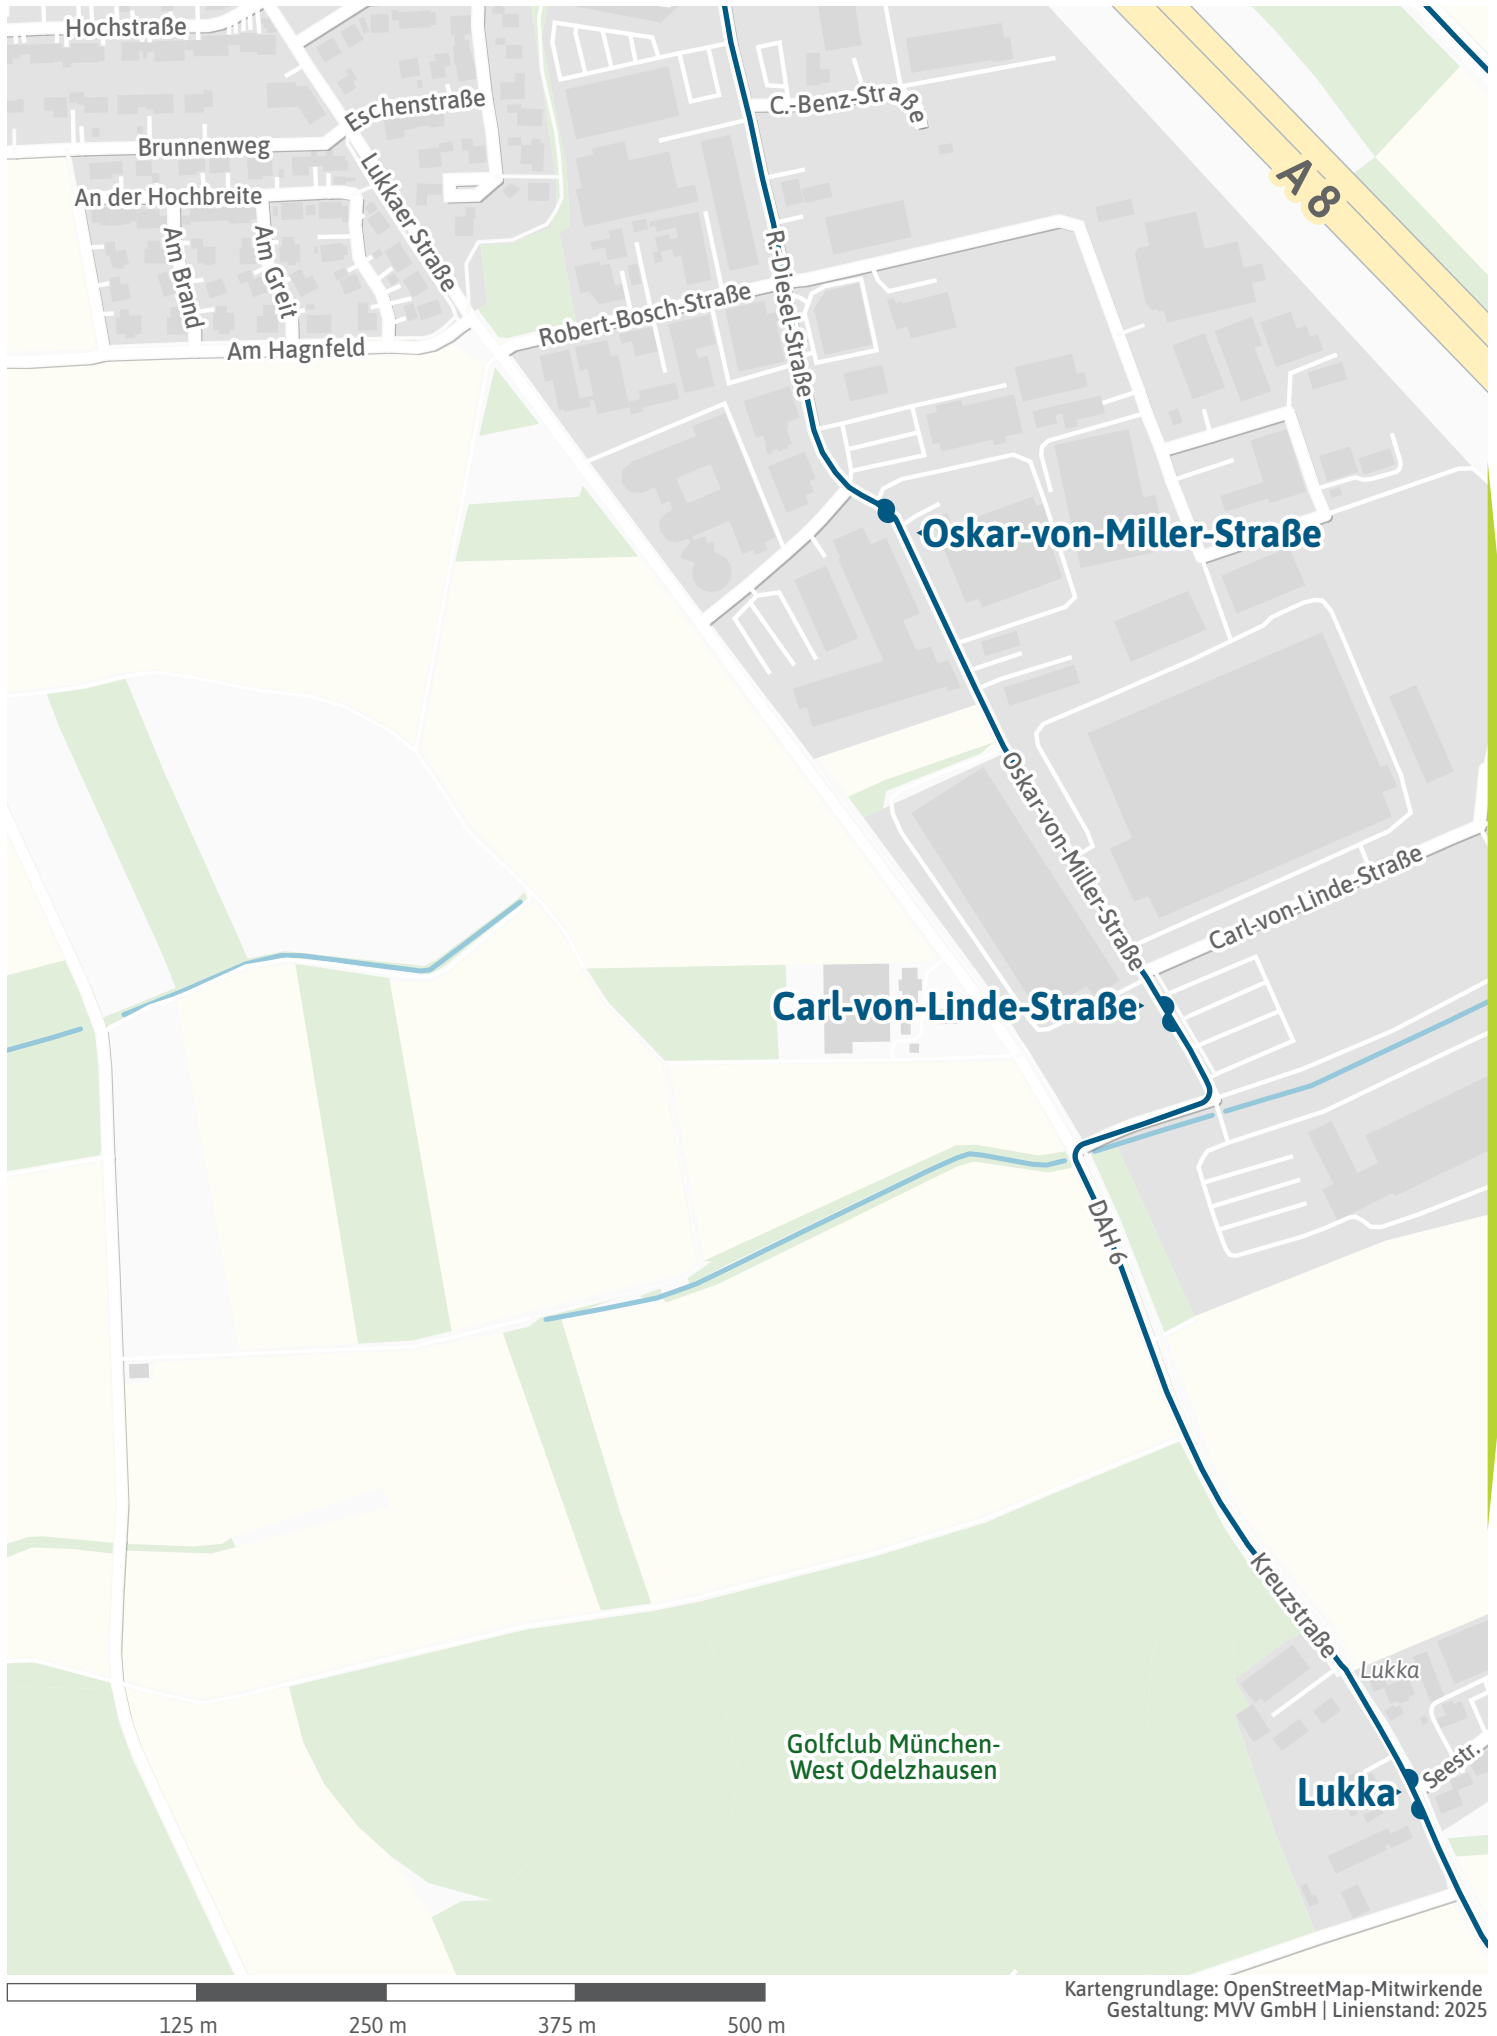 Hochstraße
Eschenstraße
C.-Benz-Straße
Brunnenweg
Lukkaer Straße
A 8
An der Hochbreite
Am Brand
Am Greit
R.-Diesel-Straße
Robert-Bosch-Straße
Am Hagnfeld
Oskar-von-Miller-Straße
Oskar-von-Miller-Straße
Carl-von-Linde-Straße
Carl-von-Linde-Straße
DAH 6
Kreuzstraße
Lukka
Golfclub München-
West Odelzhausen
Seestr.
Lukka
Kartengrundlage: OpenStreetMap-Mitwirkende
Gestaltung: MVV GmbH | Linienstand: 2025
125 m
250 m
375 m
500 m